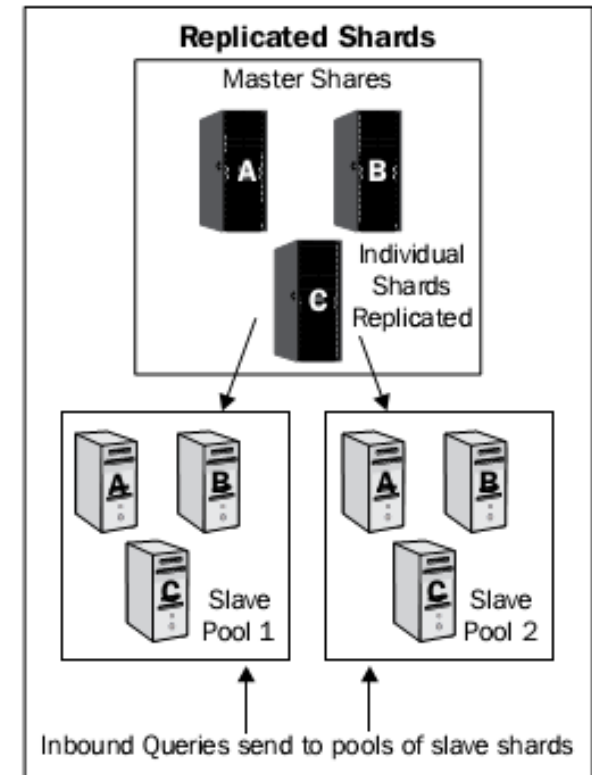 Replicated Shards
Master Shares
A
B
C
Individual
Shards
Replicated
A
B
C
Slave
Pool 1
A
B
C
Slave
Pool 2
Inbound Queries send to pools of slave shards